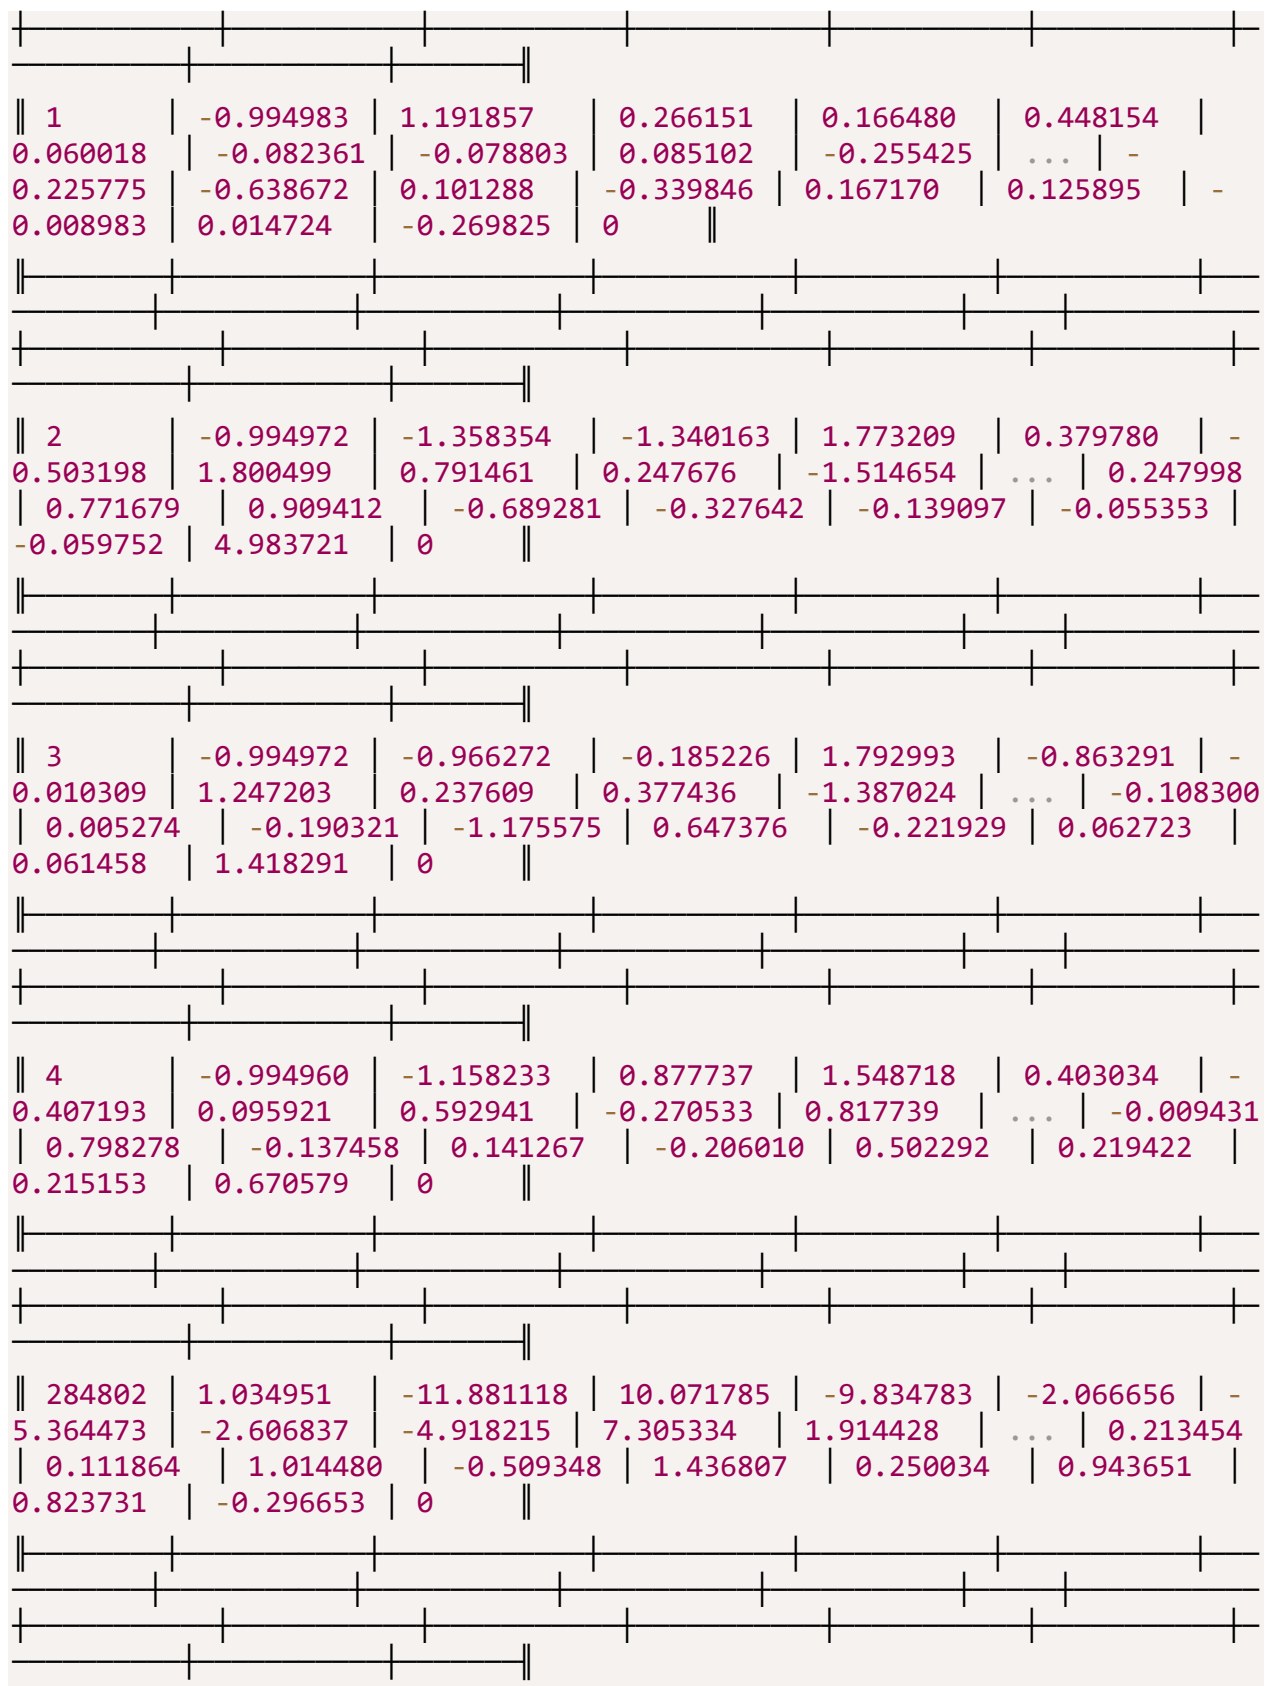 ║ 1 │ -0.994983 │ 1.191857 │ 0.266151 │ 0.166480 │ 0.448154 │
0.060018 │ -0.082361 │ -0.078803 │ 0.085102 │ -0.255425 │ ... │ -
0.225775 │ -0.638672 │ 0.101288 │ -0.339846 │ 0.167170 │ 0.125895 │ -
0.008983 │ 0.014724 │ -0.269825 │ 0 ║
║ 2 │ -0.994972 │ -1.358354 │ -1.340163 │ 1.773209 │ 0.379780 │ -
0.503198 │ 1.800499 │ 0.791461 │ 0.247676 │ -1.514654 │ ... │ 0.247998
│ 0.771679 │ 0.909412 │ -0.689281 │ -0.327642 │ -0.139097 │ -0.055353 │
-0.059752 │ 4.983721 │ 0 ║
║ 3 │ -0.994972 │ -0.966272 │ -0.185226 │ 1.792993 │ -0.863291 │ -
0.010309 │ 1.247203 │ 0.237609 │ 0.377436 │ -1.387024 │ ... │ -0.108300
│ 0.005274 │ -0.190321 │ -1.175575 │ 0.647376 │ -0.221929 │ 0.062723 │
0.061458 │ 1.418291 │ 0 ║
║ 4 │ -0.994960 │ -1.158233 │ 0.877737 │ 1.548718 │ 0.403034 │ -
0.407193 │ 0.095921 │ 0.592941 │ -0.270533 │ 0.817739 │ ... │ -0.009431
│ 0.798278 │ -0.137458 │ 0.141267 │ -0.206010 │ 0.502292 │ 0.219422 │
0.215153 │ 0.670579 │ 0 ║
║ 284802 │ 1.034951 │ -11.881118 │ 10.071785 │ -9.834783 │ -2.066656 │ -
5.364473 │ -2.606837 │ -4.918215 │ 7.305334 │ 1.914428 │ ... │ 0.213454
│ 0.111864 │ 1.014480 │ -0.509348 │ 1.436807 │ 0.250034 │ 0.943651 │
0.823731 │ -0.296653 │ 0 ║